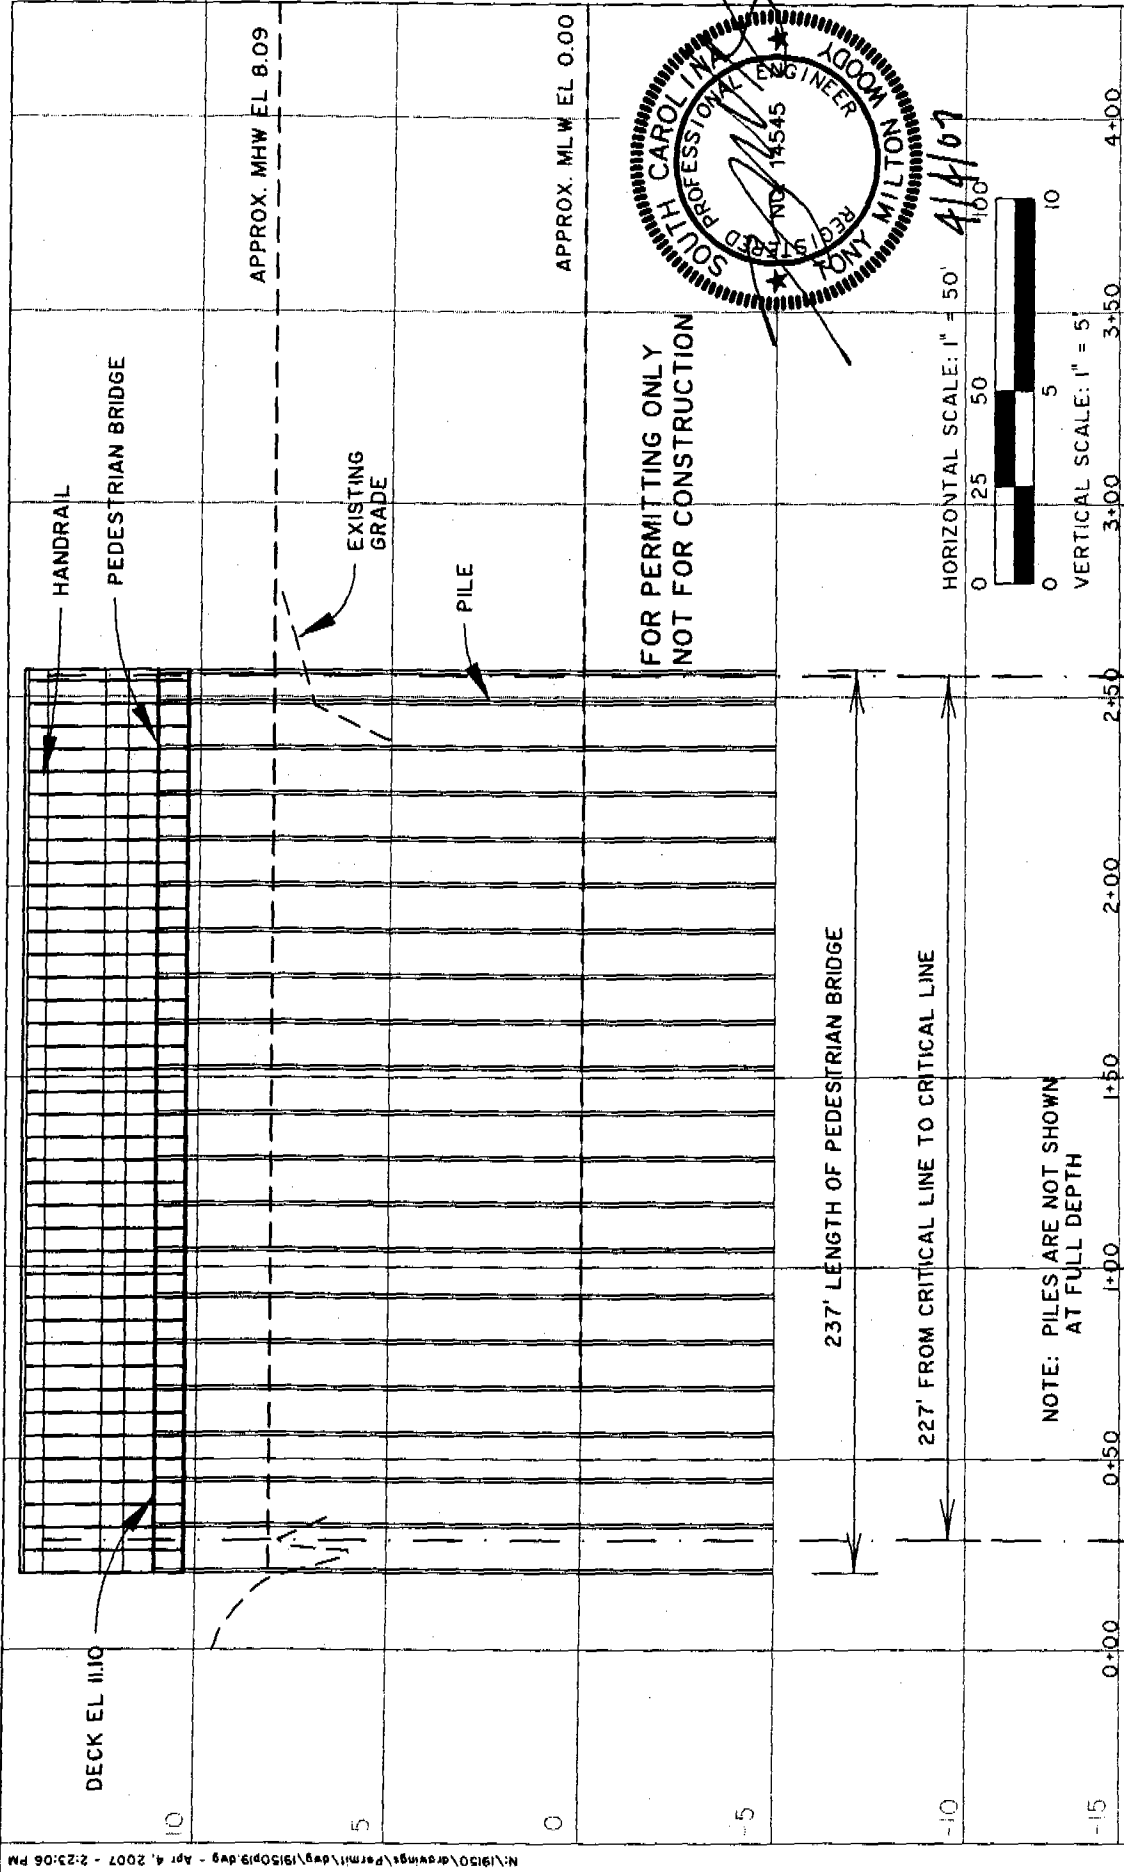 HANDRAIL
PEDESTRIAN BRIDGE
DECK EL 11.10
APPROX. MHW EL 8.09
EXISTING
GRADE
APPROX. MLW EL 0.00
PILE
FOR PERMITTING ONLY
NOT FOR CONSTRUCTION
SOUTH CAROLINA
REGISTERED PROFESSIONAL ENGINEER
NO. 14545
TONY MILTON WOODY
4/4/07
237' LENGTH OF PEDESTRIAN BRIDGE
227' FROM CRITICAL LINE TO CRITICAL LINE
HORIZONTAL SCALE: 1" = 50'
0 25 50 100
0 5 10
VERTICAL SCALE: 1" = 5'
NOTE: PILES ARE NOT SHOWN
AT FULL DEPTH
10
5
0
-5
-10
-15
0+00 0+50 1+00 1+50 2+00 2+50 3+00 3+50 4+00
N:\19150\drawings\Permit\dwg\19150pl9.dwg - Apr 4, 2007 - 2:23:06 PM